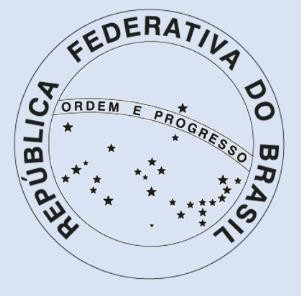 REPÚBLICA FEDERATIVA DO BRASIL
ORDEM E PROGRESSO